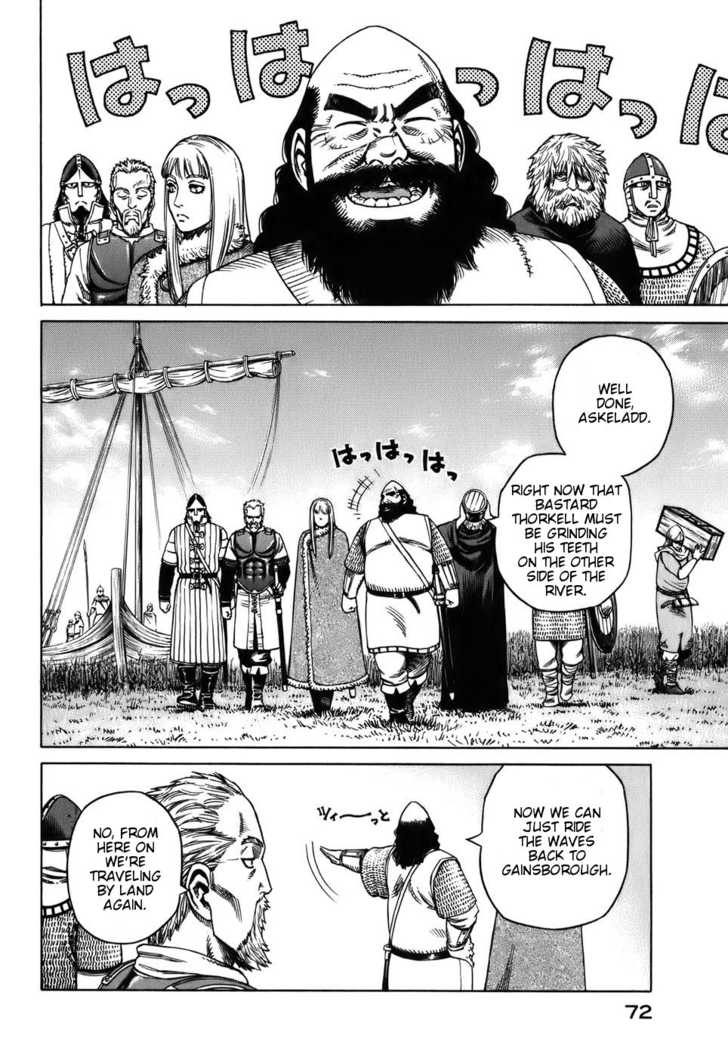 はっはっはっは
はっはっはっ
WELL
DONE,
ASKELADD.
RIGHT NOW THAT
BASTARD
THORKELL MUST
BE GRINDING
HIS TEETH
ON THE OTHER
SIDE OF THE
RIVER.
NOW WE CAN
JUST RIDE
THE WAVES
BACK TO
GAINSBOROUGH.
ツィーっと
NO, FROM
HERE ON
WE'RE
TRAVELING
BY LAND
AGAIN.
72